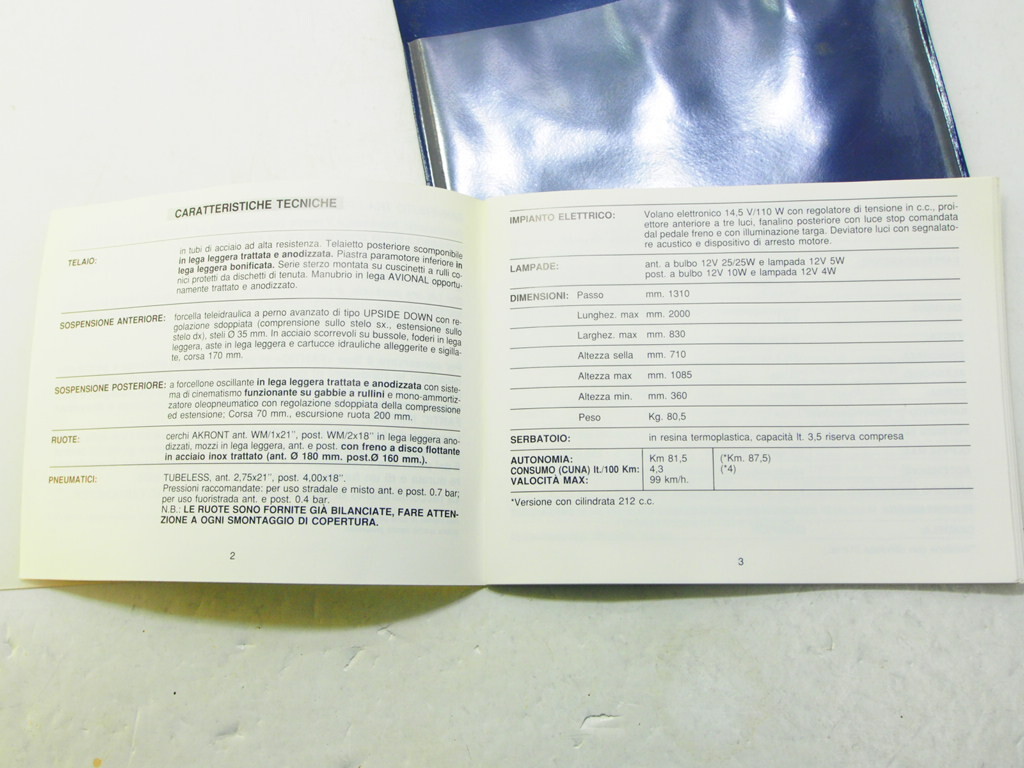 CARATTERISTICHE TECNICHE
TELAIO: in tubi di acciaio ad alta resistenza. Telaietto posteriore scomponibile
in lega leggera trattata e anodizzata. Piastra paramotore inferiore in
lega leggera bonificata. Serie sterzo montata su cuscinetti a rulli co-
nici protetti da dischetti di tenuta. Manubrio in lega AVIONAL opportu-
namente trattato e anodizzato.
SOSPENSIONE ANTERIORE: forcella teleidraulica a perno avanzato di tipo UPSIDE DOWN con re-
golazione sdoppiata (comprensione sullo stelo sx., estensione sullo
stelo dx), steli Ø 35 mm. In acciaio scorrevoli su bussole, foderi in lega
leggera, aste in lega leggera e cartucce idrauliche alleggerite e sigilla-
te. corsa 170 mm.
SOSPENSIONE POSTERIORE: a forcellone oscillante in lega leggera trattata e anodizzata con siste-
ma di cinematismo funzionante su gabbie a rullini e mono-ammortiz-
zatore oleopneumatico con regolazione sdoppiata della compressione
ed estensione; Corsa 70 mm., escursione ruota 200 mm.
RUOTE: cerchi AKRONT ant. WM/1x21", post. WM/2x18" in lega leggera ano-
dizzati, mozzi in lega leggera, ant. e post. con freno a disco flottante
in acciaio inox trattato (ant. Ø 180 mm. post.Ø 160 mm.).
PNEUMATICI: TUBELESS, ant. 2,75x21", post. 4,00x18".
Pressioni raccomandate: per uso stradale e misto ant. e post. 0.7 bar;
per uso fuoristrada ant. e post. 0.4 bar.
N.B.: LE RUOTE SONO FORNITE GIÀ BILANCIATE, FARE ATTEN-
ZIONE A OGNI SMONTAGGIO DI COPERTURA.
2
IMPIANTO ELETTRICO: Volano elettronico 14,5 V/110 W con regolatore di tensione in c.c., proi-
ettore anteriore a tre luci, fanalino posteriore con luce stop comandata
dal pedale freno e con illuminazione targa. Deviatore luci con segnalato-
re acustico e dispositivo di arresto motore.
LAMPADE: ant. a bulbo 12V 25/25W e lampada 12V 5W
post. a bulbo 12V 10W e lampada 12V 4W
DIMENSIONI: Passo mm. 1310
Lunghez. max mm. 2000
Larghez. max mm. 830
Altezza sella mm. 710
Altezza max mm. 1085
Altezza min. mm. 360
Peso Kg. 80,5
SERBATOIO: in resina termoplastica, capacità lt. 3,5 riserva compresa
AUTONOMIA: Km 81,5 (*Km. 87,5)
CONSUMO (CUNA) lt./100 Km: 4,3 (*4)
VALOCITÀ MAX: 99 km/h.
*Versione con cilindrata 212 c.c.
3